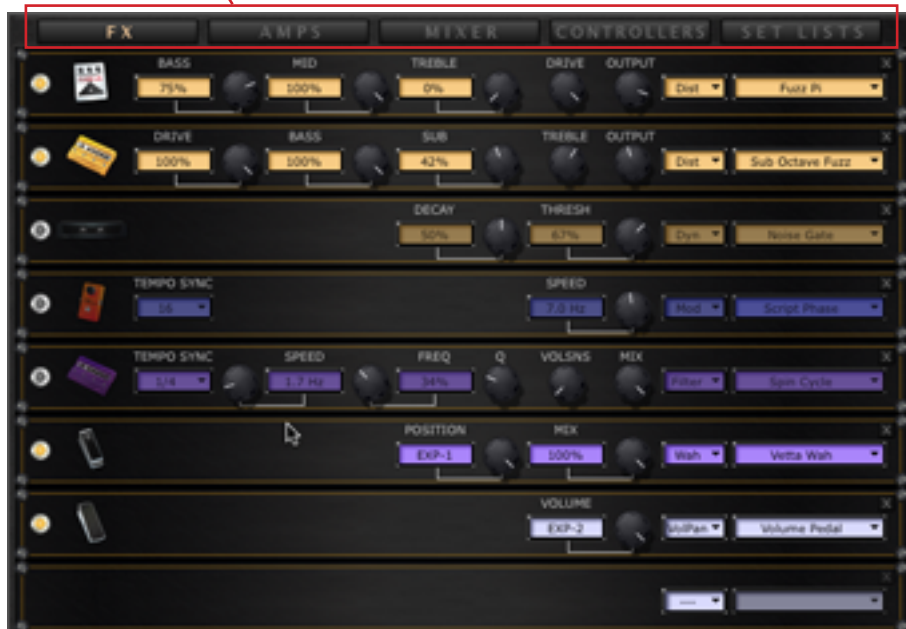 FX AMPS MIXER CONTROLLERS SET LISTS
BASS MID TREBLE DRIVE OUTPUT X
75% 100% 0% Dist Fuzz Pi
DRIVE BASS SUB TREBLE OUTPUT X
100% 100% 42% Dist Sub Octave Fuzz
DECAY THRESH X
50% 67% Dyn Noise Gate
TEMPO SYNC SPEED X
16 7.0 Hz Mod Script Phase
TEMPO SYNC SPEED FREQ Q VOLSNS MIX X
1/4 1.7 Hz 34% Filter Spin Cycle
POSITION MIX X
EXP-1 100% Wah Vetta Wah
VOLUME X
EXP-2 VolPan Volume Pedal
X
---